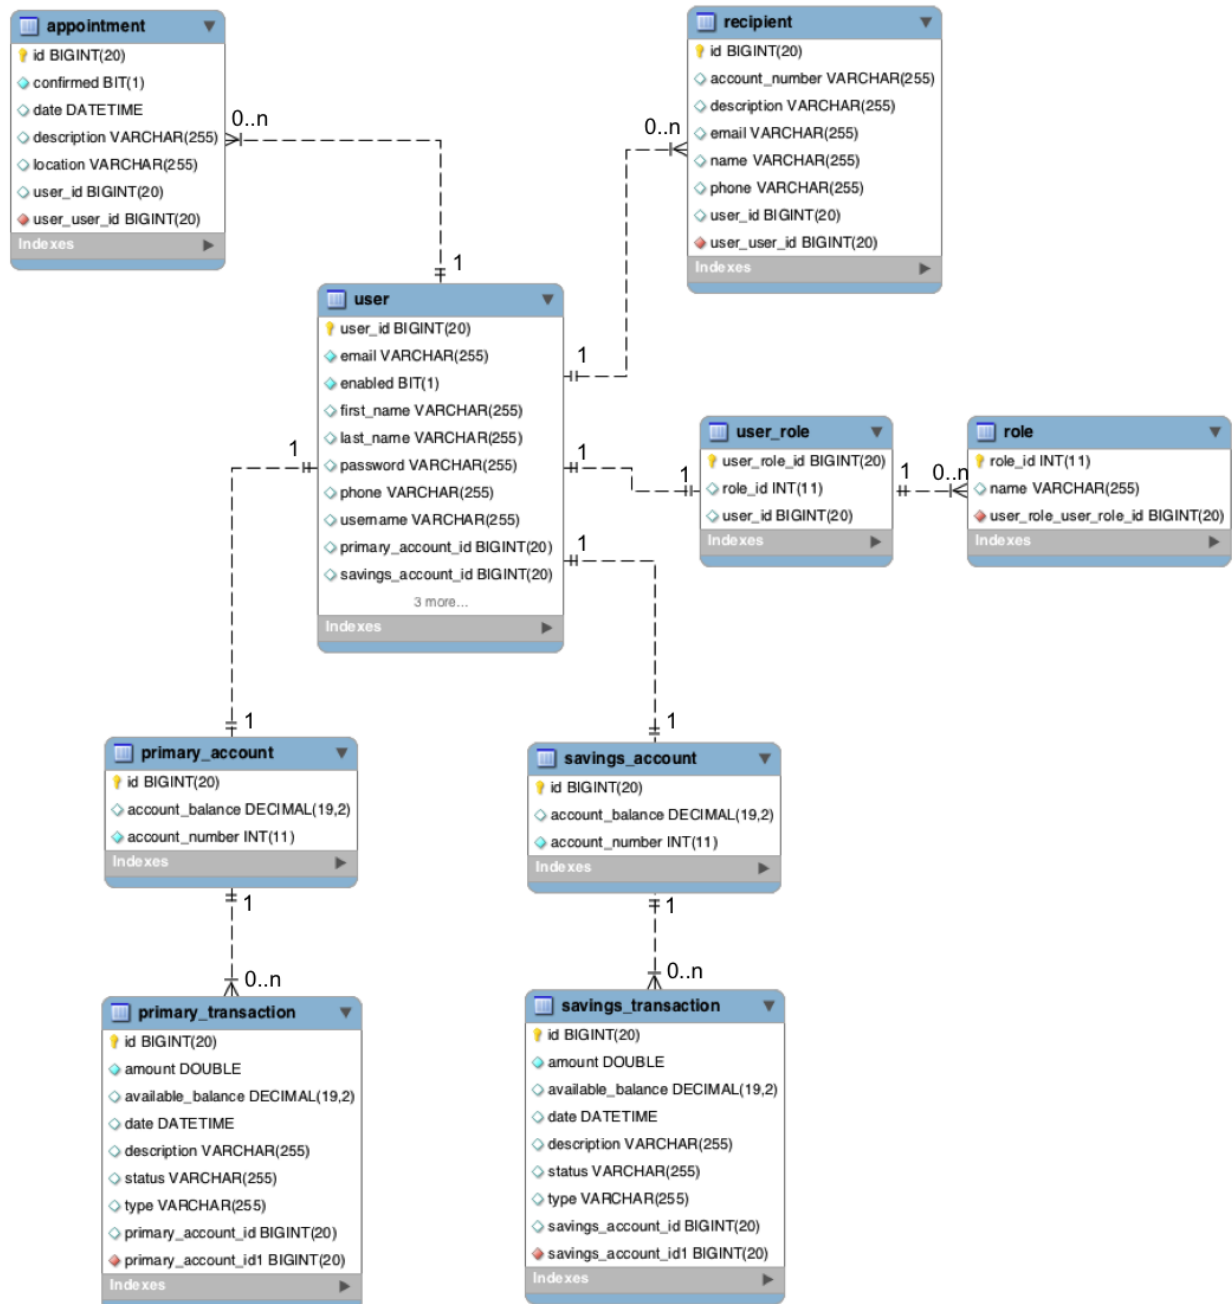 appointment
id BIGINT(20)
confirmed BIT(1)
date DATETIME
description VARCHAR(255)
location VARCHAR(255)
user_id BIGINT(20)
user_user_id BIGINT(20)
Indexes
0..n
1
recipient
id BIGINT(20)
account_number VARCHAR(255)
description VARCHAR(255)
email VARCHAR(255)
name VARCHAR(255)
phone VARCHAR(255)
user_id BIGINT(20)
user_user_id BIGINT(20)
Indexes
0..n
1
user
user_id BIGINT(20)
email VARCHAR(255)
enabled BIT(1)
first_name VARCHAR(255)
last_name VARCHAR(255)
password VARCHAR(255)
phone VARCHAR(255)
username VARCHAR(255)
primary_account_id BIGINT(20)
savings_account_id BIGINT(20)
3 more...
Indexes
1
1
1
1
user_role
user_role_id BIGINT(20)
role_id INT(11)
user_id BIGINT(20)
Indexes
1
0..n
role
role_id INT(11)
name VARCHAR(255)
user_role_user_role_id BIGINT(20)
Indexes
1
primary_account
id BIGINT(20)
account_balance DECIMAL(19,2)
account_number INT(11)
Indexes
1
0..n
1
savings_account
id BIGINT(20)
account_balance DECIMAL(19,2)
account_number INT(11)
Indexes
1
0..n
primary_transaction
id BIGINT(20)
amount DOUBLE
available_balance DECIMAL(19,2)
date DATETIME
description VARCHAR(255)
status VARCHAR(255)
type VARCHAR(255)
primary_account_id BIGINT(20)
primary_account_id1 BIGINT(20)
Indexes
savings_transaction
id BIGINT(20)
amount DOUBLE
available_balance DECIMAL(19,2)
date DATETIME
description VARCHAR(255)
status VARCHAR(255)
type VARCHAR(255)
savings_account_id BIGINT(20)
savings_account_id1 BIGINT(20)
Indexes